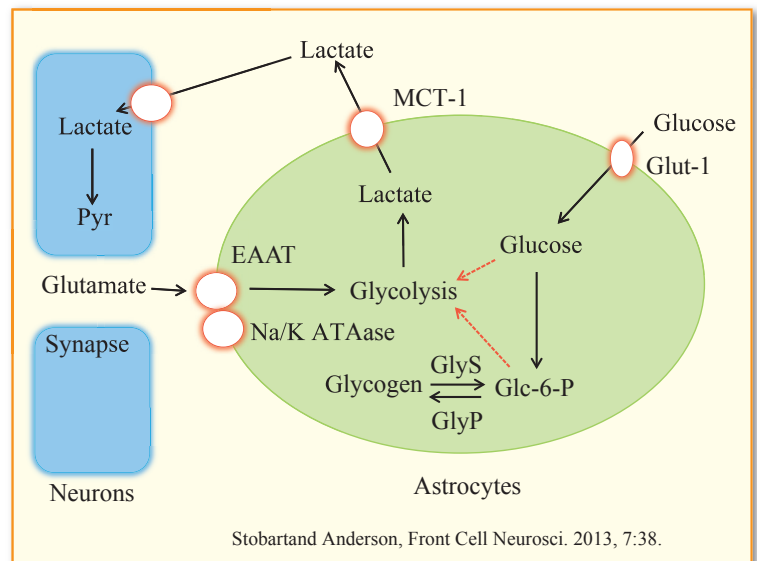 Lactate
MCT-1
Glucose
Glut-1
Lactate
Pyr
Lactate
Glucose
EAAT
Glutamate
Glycolysis
Na/K ATAase
Synapse
GlyS
Glycogen
Glc-6-P
GlyP
Neurons
Astrocytes
Stobartand Anderson, Front Cell Neurosci. 2013, 7:38.